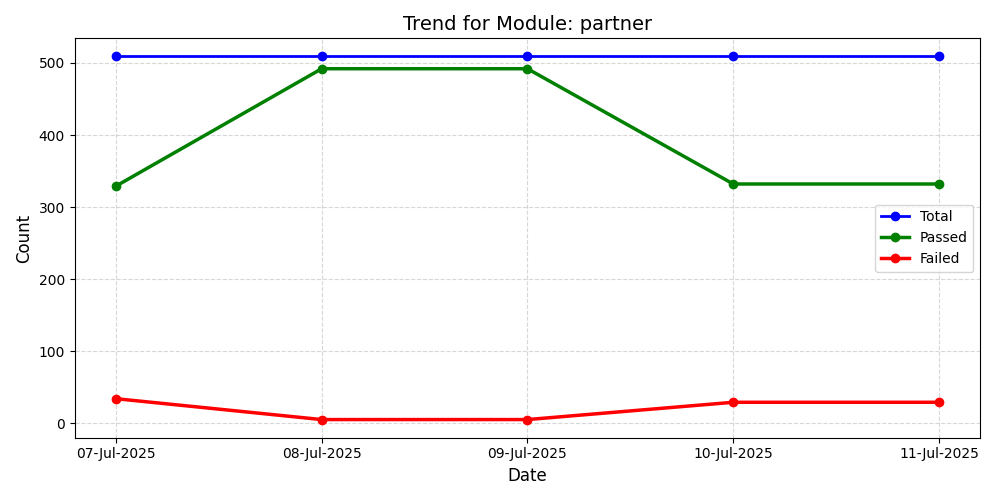 Trend for Module: partner
500
400
300
200
100
0
Count
Total
Passed
Failed
07-Jul-2025
08-Jul-2025
09-Jul-2025
10-Jul-2025
11-Jul-2025
Date